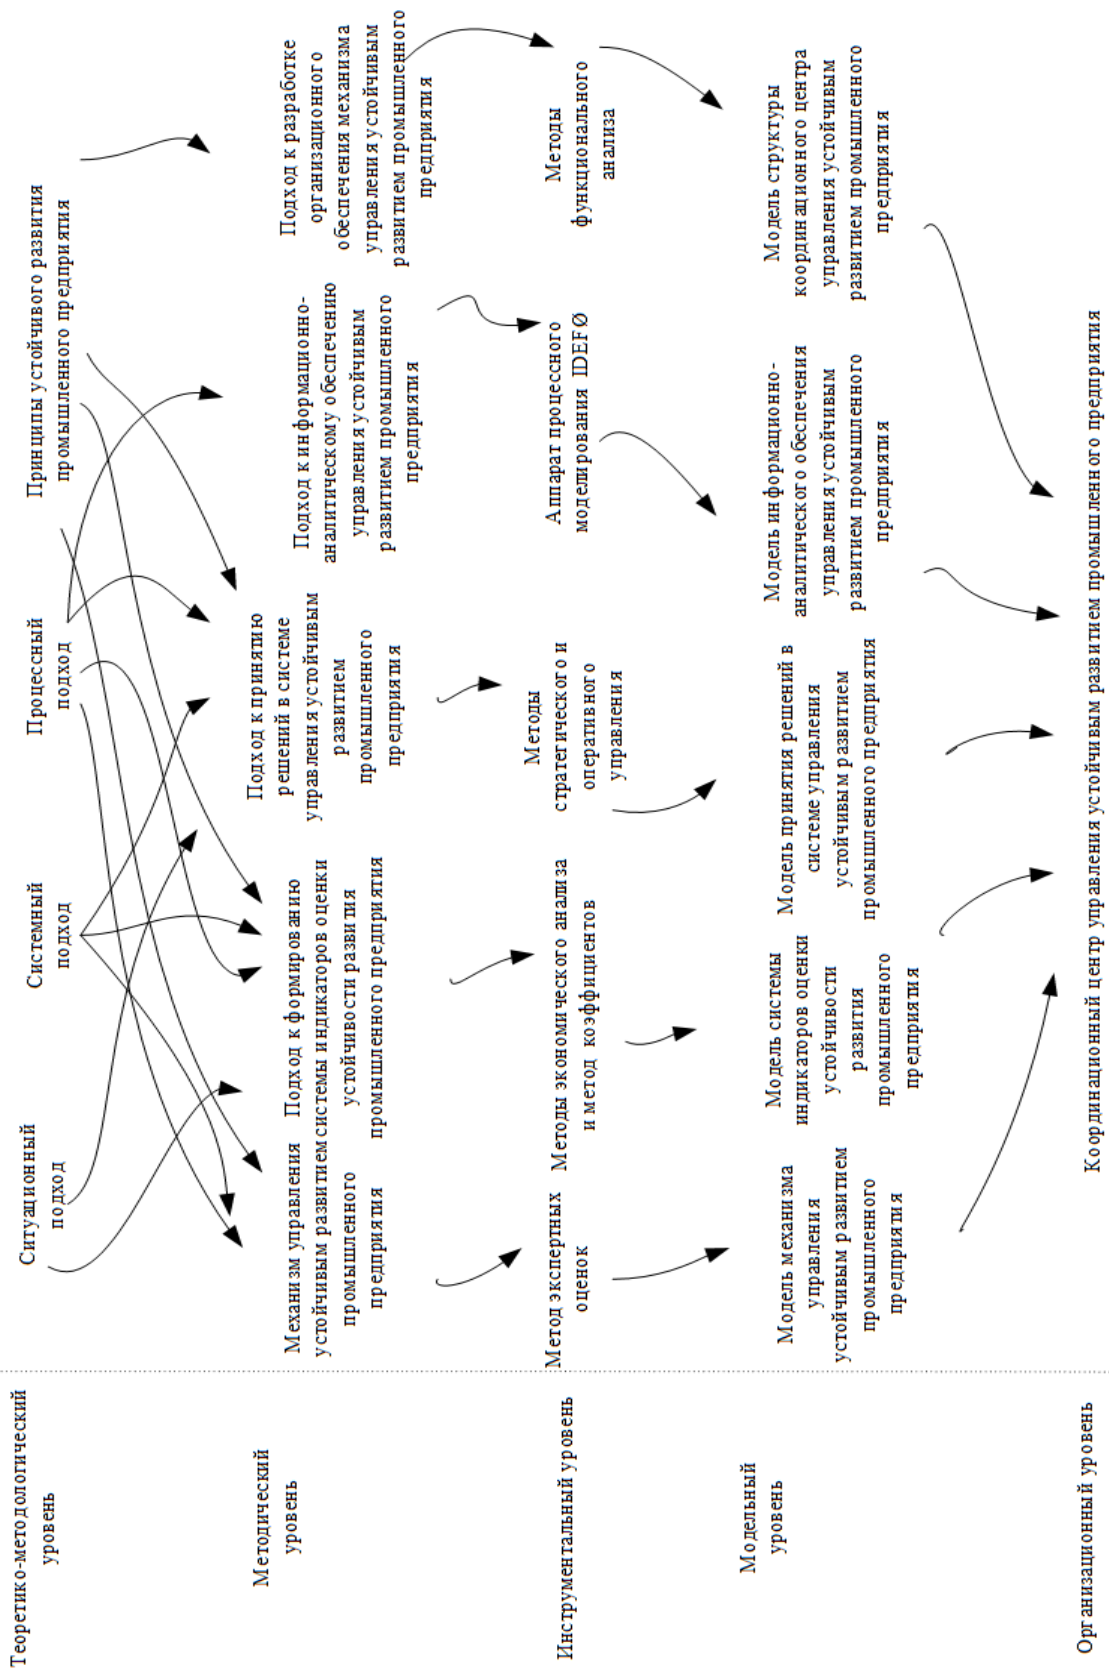 Теоретико-методологический
уровень
Ситуационный
подход
Системный
подход
Процессный
подход
Принципы устойчивого развития
промышленного предприятия
Методический
уровень
Механизм управления
устойчивым развитием
промышленного
предприятия
Подход к формированию
системы индикаторов оценки
устойчивости развития
промышленного предприятия
Подход к принятию
решений в системе
управления устойчивым
развитием
промышленного
предприятия
Подход к информационно-
аналитическому обеспечению
управления устойчивым
развитием промышленного
предприятия
Подход к разработке
организационного
обеспечения механизма
управления устойчивым
развитием промышленного
предприятия
Инструментальный уровень
Метод экспертных
оценок
Методы экономического анализа
и метод коэффициентов
Методы
стратегического и
оперативного
управления
Аппарат процессного
моделирования IDEFØ
Методы
функционального
анализа
Модельный
уровень
Модель механизма
управления
устойчивым развитием
промышленного
предприятия
Модель системы
индикаторов оценки
устойчивости
развития
промышленного
предприятия
Модель принятия решений в
системе управления
устойчивым развитием
промышленного предприятия
Модель информационно-
аналитического обеспечения
управления устойчивым
развитием промышленного
предприятия
Модель структуры
координационного центра
управления устойчивым
развитием промышленного
предприятия
Организационный уровень
Координационный центр управления устойчивым развитием промышленного предприятия